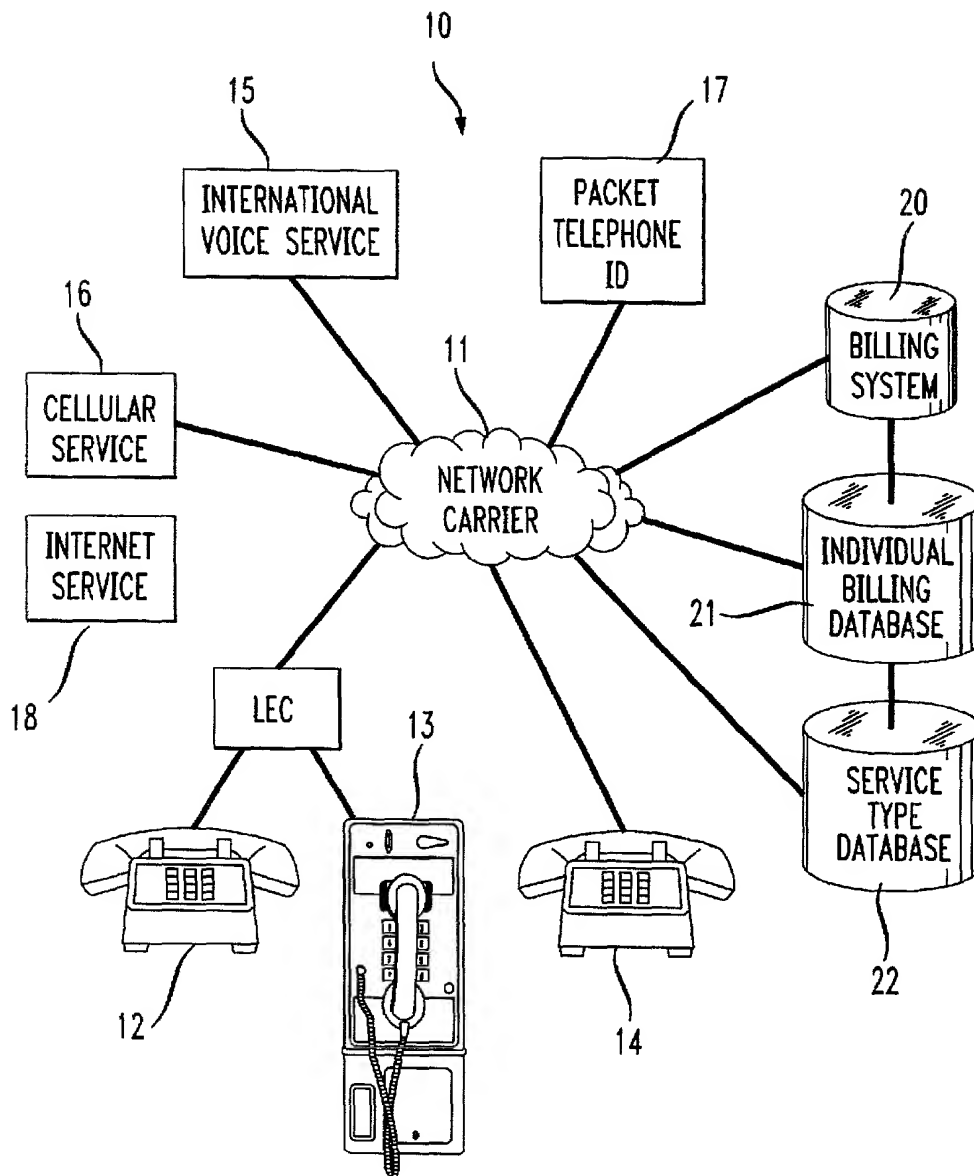 10
15
17
INTERNATIONAL
VOICE SERVICE
PACKET
TELEPHONE
ID
20
16
BILLING
SYSTEM
11
CELLULAR
SERVICE
NETWORK
CARRIER
INTERNET
SERVICE
INDIVIDUAL
BILLING
DATABASE
21
18
LEC
13
SERVICE
TYPE
DATABASE
12
14
22